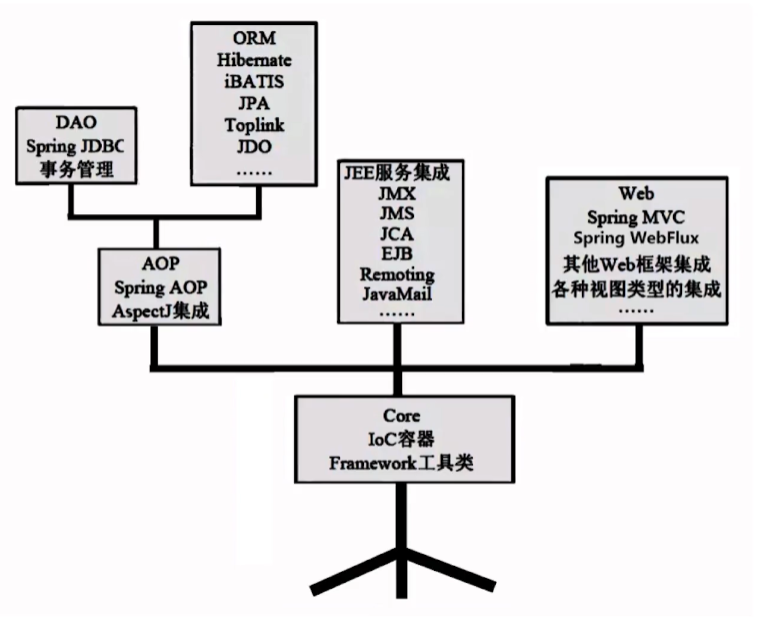 ORM
Hibernate
iBATIS
JPA
Toplink
JDO
······
DAO
Spring JDBC
事务管理
JEE服务集成
JMX
JMS
JCA
EJB
Remoting
JavaMail
······
Web
Spring MVC
Spring WebFlux
其他Web框架集成
各种视图类型的集成
······
AOP
Spring AOP
AspectJ集成
Core
IoC容器
Framework工具类